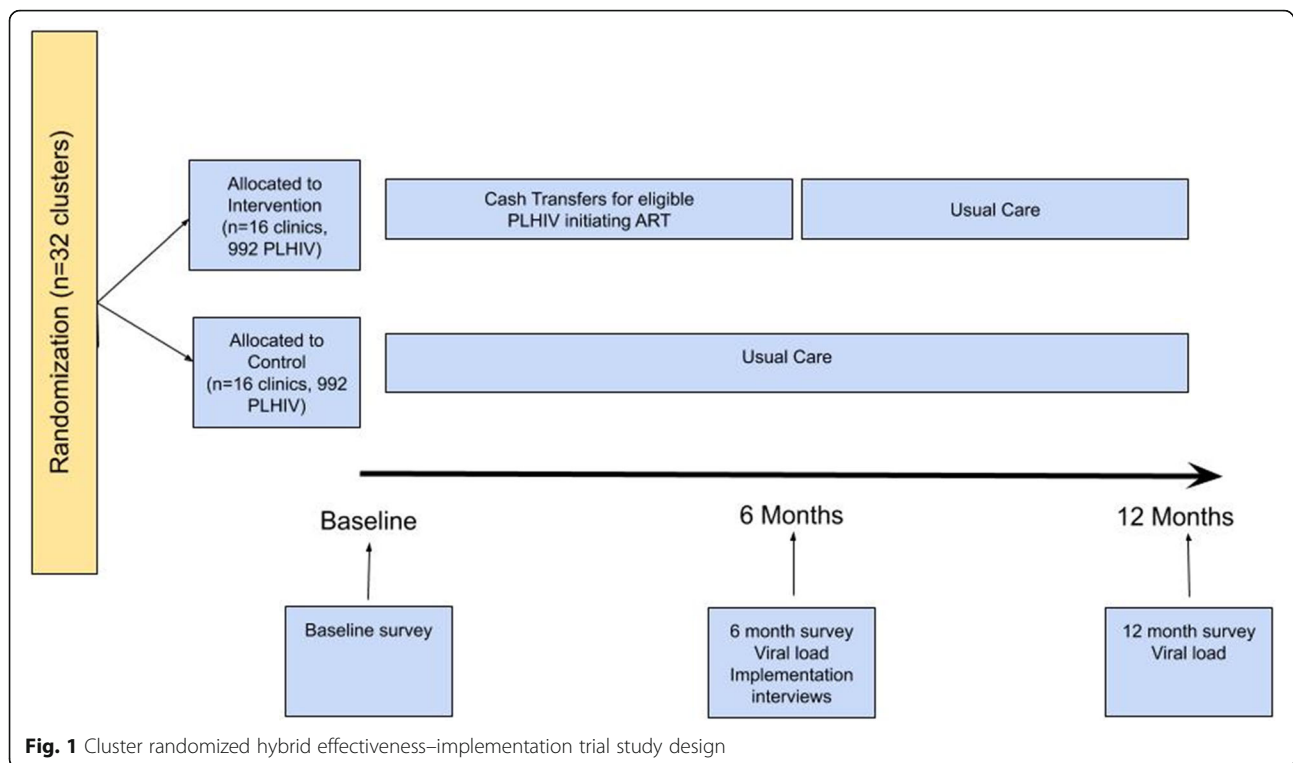 Randomization (n=32 clusters)
Allocated to
Intervention
(n=16 clinics,
992 PLHIV)
Cash Transfers for eligible
PLHIV initiating ART
Usual Care
Allocated to
Control
(n=16 clinics, 992
PLHIV)
Usual Care
Baseline
6 Months
12 Months
Baseline survey
6 month survey
Viral load
Implementation
interviews
12 month survey
Viral load
Fig. 1 Cluster randomized hybrid effectiveness–implementation trial study design